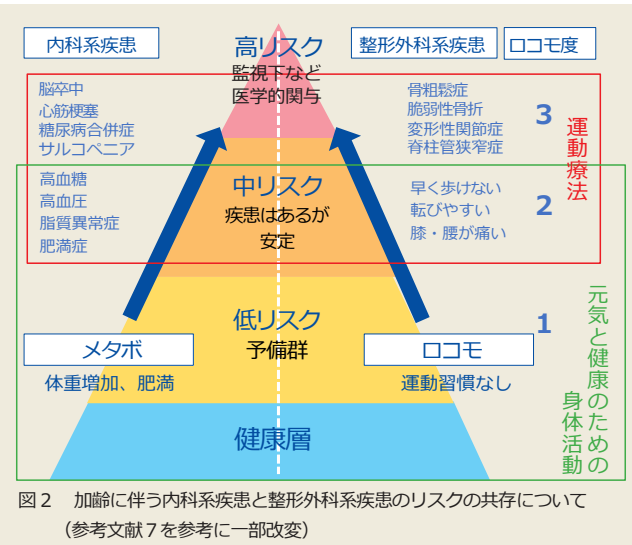 内科系疾患
高リスク
整形外科系疾患
ロコモ度
監視下など
医学的関与
脳卒中
心筋梗塞
糖尿病合併症
サルコペニア
骨粗鬆症
脆弱性骨折
変形性関節症
脊柱管狭窄症
3
運動療法
高血糖
高血圧
脂質異常症
肥満症
中リスク
疾患はあるが
安定
早く歩けない
転びやすい
膝・腰が痛い
2
低リスク
予備群
1
メタボ
体重増加、肥満
ロコモ
運動習慣なし
元気と健康のための
身体活動
健康層
図2 加齢に伴う内科系疾患と整形外科系疾患のリスクの共存について
（参考文献7を参考に一部改変）